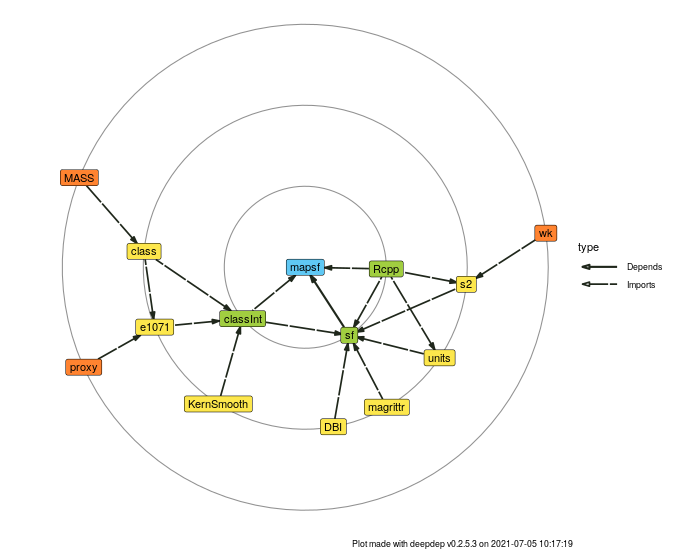 MASS
wk
type
class
mapsf
Rcpp
Depends
s2
Imports
classInt
e1071
sf
units
proxy
KernSmooth
magrittr
DBI
Plot made with deepdep v0.2.5.3 on 2021-07-05 10:17:19